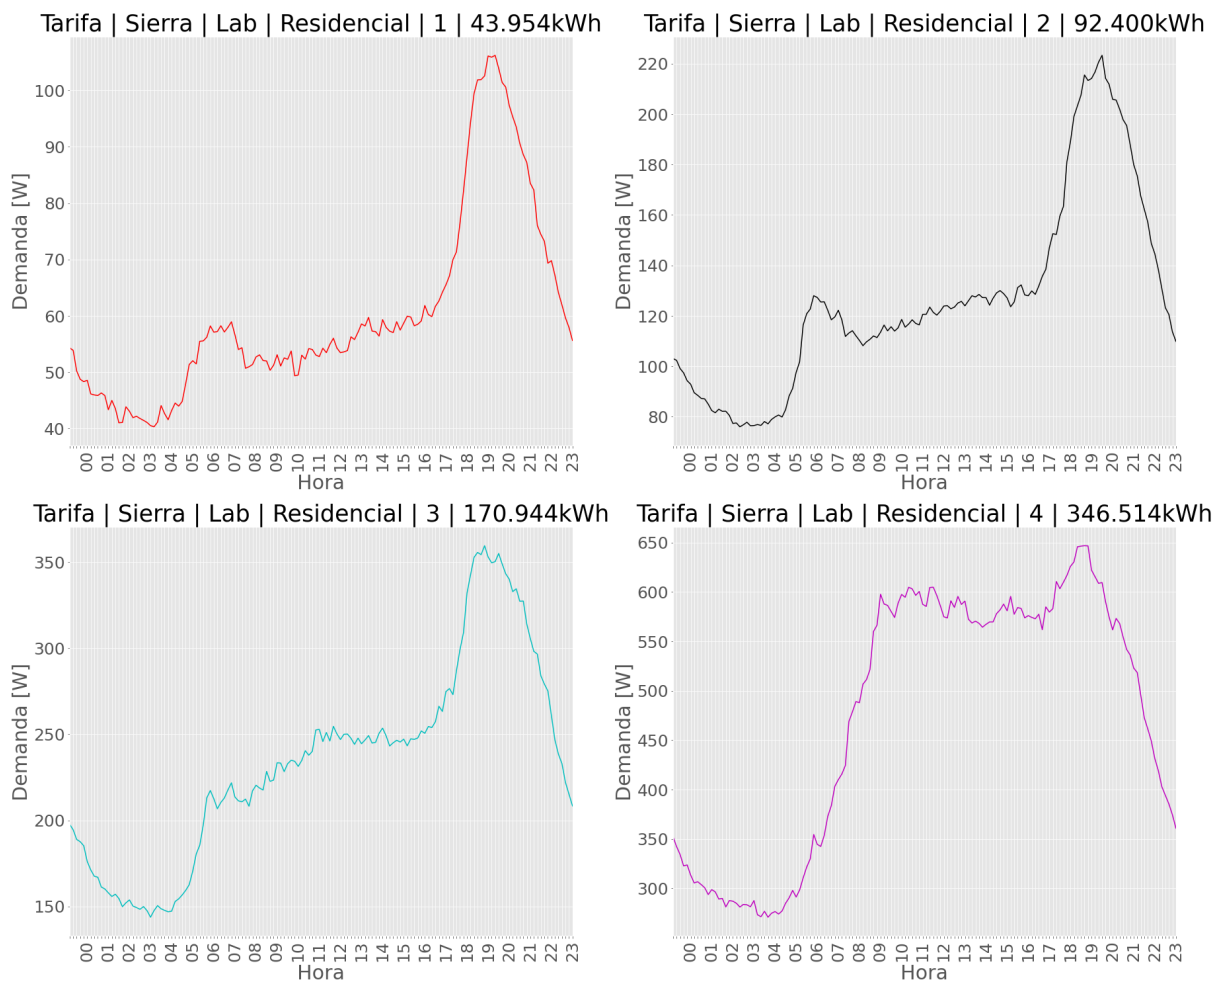 Tarifa | Sierra | Lab | Residencial | 1 | 43.954kWh
Demanda [W]
100
90
80
70
60
50
40
00 01 02 03 04 05 06 07 08 09 10 11 12 13 14 15 16 17 18 19 20 21 22 23
Hora
Tarifa | Sierra | Lab | Residencial | 2 | 92.400kWh
Demanda [W]
220
200
180
160
140
120
100
80
00 01 02 03 04 05 06 07 08 09 10 11 12 13 14 15 16 17 18 19 20 21 22 23
Hora
Tarifa | Sierra | Lab | Residencial | 3 | 170.944kWh
Demanda [W]
350
300
250
200
150
00 01 02 03 04 05 06 07 08 09 10 11 12 13 14 15 16 17 18 19 20 21 22 23
Hora
Tarifa | Sierra | Lab | Residencial | 4 | 346.514kWh
Demanda [W]
650
600
550
500
450
400
350
300
00 01 02 03 04 05 06 07 08 09 10 11 12 13 14 15 16 17 18 19 20 21 22 23
Hora